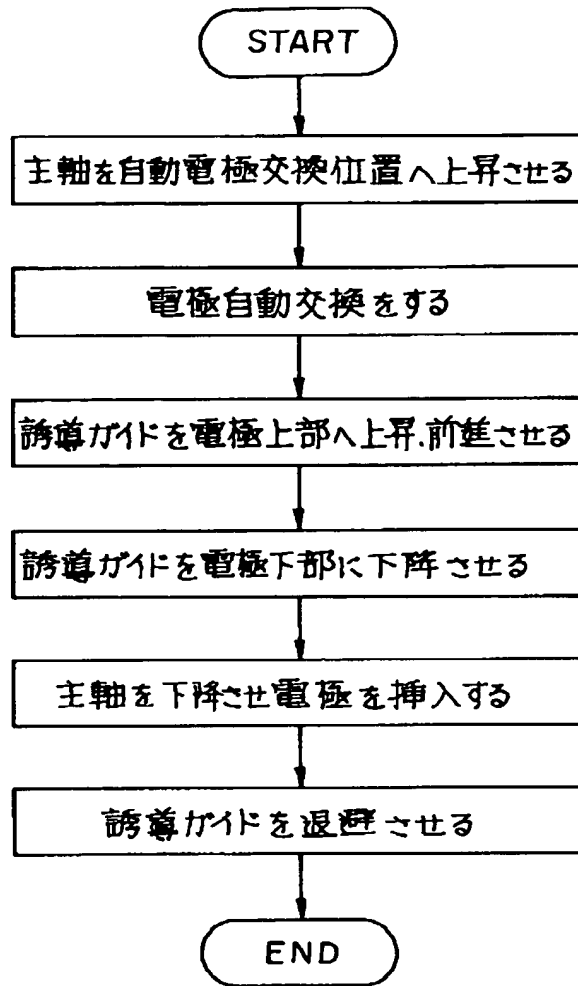 START
主軸を自動電極交換位置へ上昇させる
電極自動交換をする
誘導ガイドを電極上部へ上昇.前進させる
誘導ガイドを電極下部に下降させる
主軸を下降させ電極を挿入する
誘導ガイドを退避させる
END